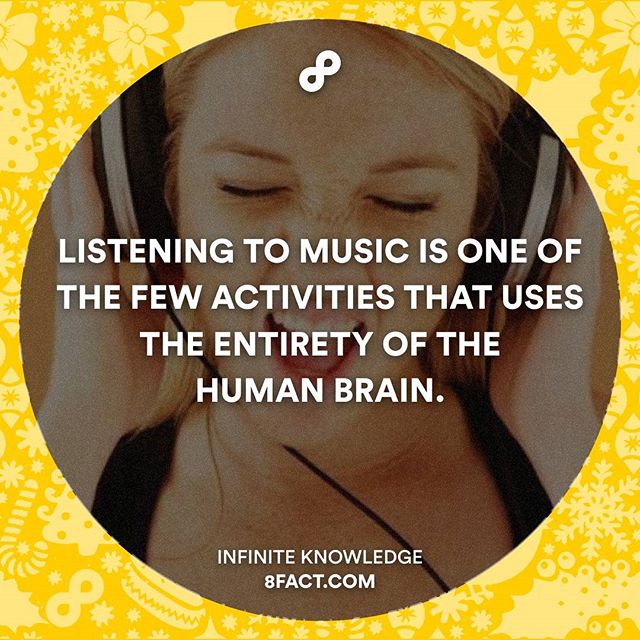 LISTENING TO MUSIC IS ONE OF
THE FEW ACTIVITIES THAT USES
THE ENTIRETY OF THE
HUMAN BRAIN.
INFINITE KNOWLEDGE
8FACT.COM